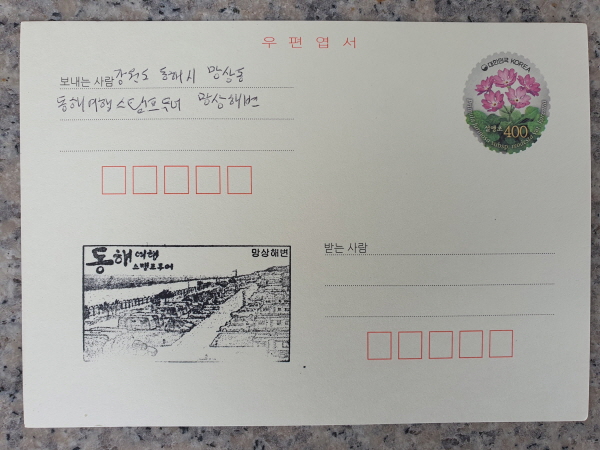 우편엽서
대한민국 KOREA
400
보내는 사람 강원도 동해시 망상동
동해여행 스탬프투어 망상해변
동해 여행
스탬프투어
망상해변
받는 사람